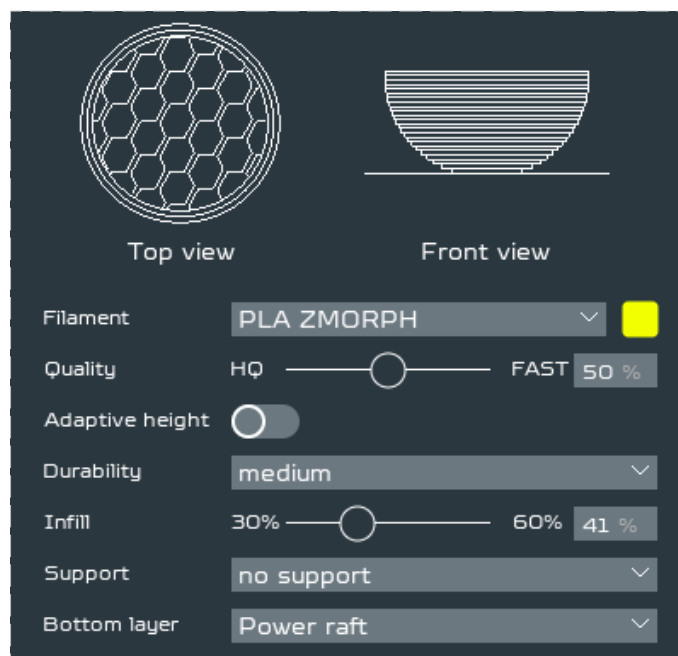 Top view Front view
Filament PLA ZMORPH
Quality HQ FAST 50 %
Adaptive height
Durability medium
Infill 30% 60% 41 %
Support no support
Bottom layer Power raft